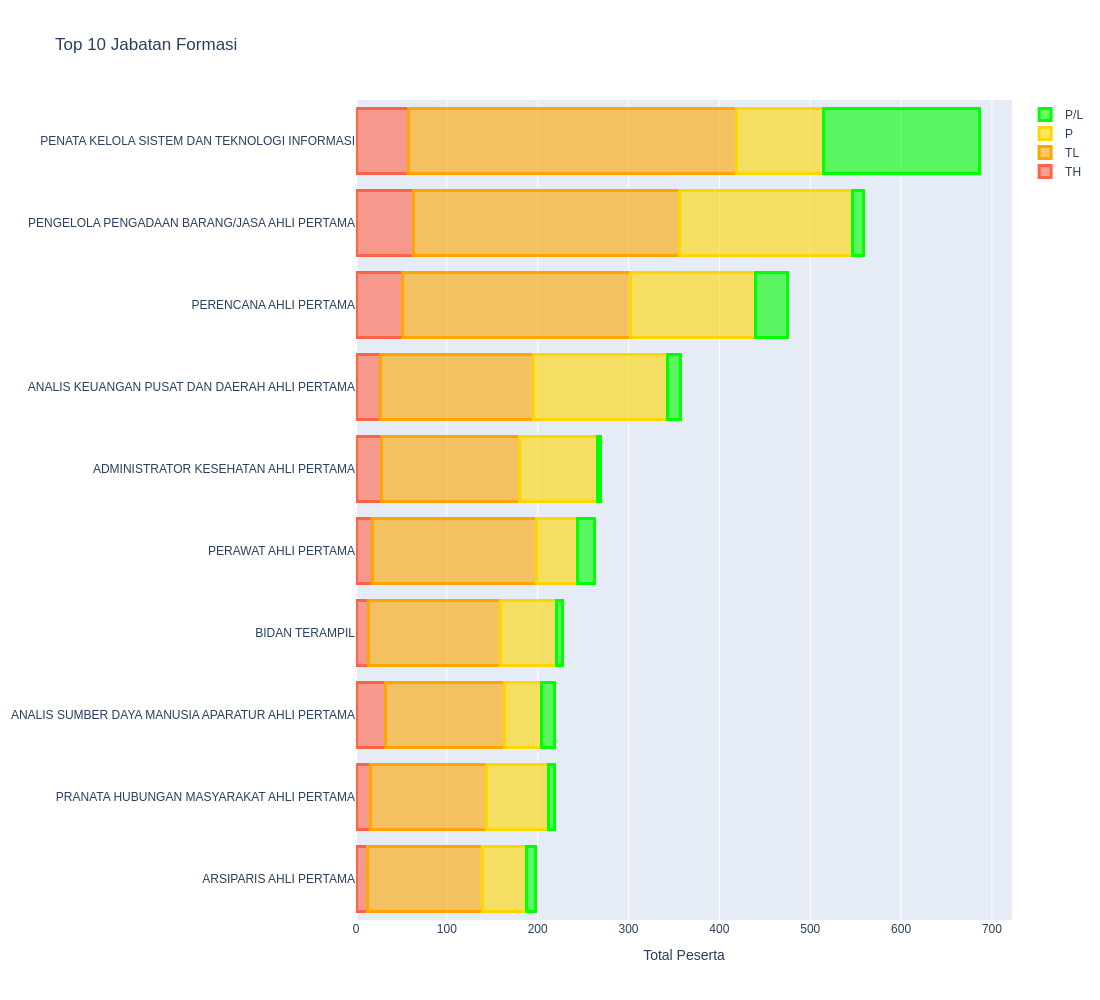 Top 10 Jabatan Formasi
P/L
P
TL
TH
PENATA KELOLA SISTEM DAN TEKNOLOGI INFORMASI
PENGELOLA PENGADAAN BARANG/JASA AHLI PERTAMA
PERENCANA AHLI PERTAMA
ANALIS KEUANGAN PUSAT DAN DAERAH AHLI PERTAMA
ADMINISTRATOR KESEHATAN AHLI PERTAMA
PERAWAT AHLI PERTAMA
BIDAN TERAMPIL
ANALIS SUMBER DAYA MANUSIA APARATUR AHLI PERTAMA
PRANATA HUBUNGAN MASYARAKAT AHLI PERTAMA
ARSIPARIS AHLI PERTAMA
0 100 200 300 400 500 600 700
Total Peserta